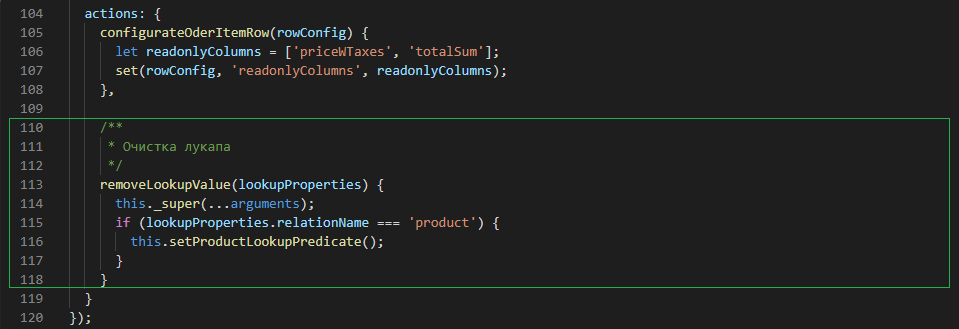 104 actions: {
105 configurateOderItemRow(rowConfig) {
106 let readonlyColumns = ['priceWTaxes', 'totalSum'];
107 set(rowConfig, 'readonlyColumns', readonlyColumns);
108 },
109
110 /**
111 * Очистка лукапа
112 */
113 removeLookupValue(lookupProperties) {
114 this._super(...arguments);
115 if (lookupProperties.relationName === 'product') {
116 this.setProductLookupPredicate();
117 }
118 }
119 }
120 });